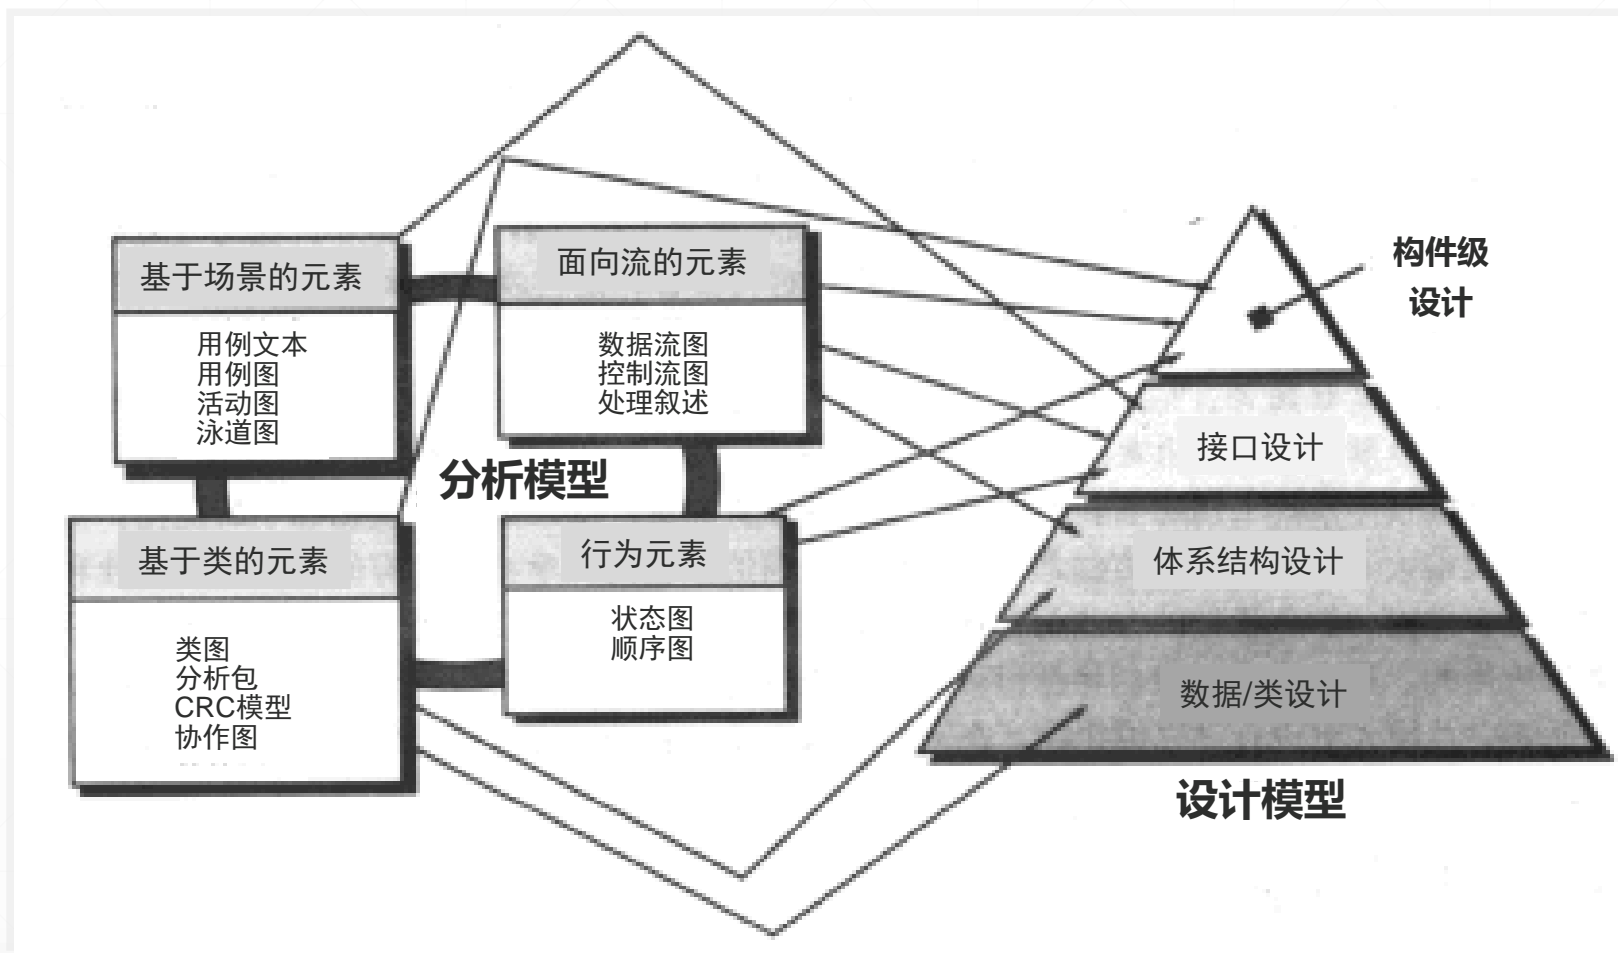 基于场景的元素
用例文本
用例图
活动图
泳道图
面向流的元素
数据流图
控制流图
处理叙述
分析模型
基于类的元素
类图
分析包
CRC模型
协作图
行为元素
状态图
顺序图
构件级
设计
接口设计
体系结构设计
数据/类设计
设计模型